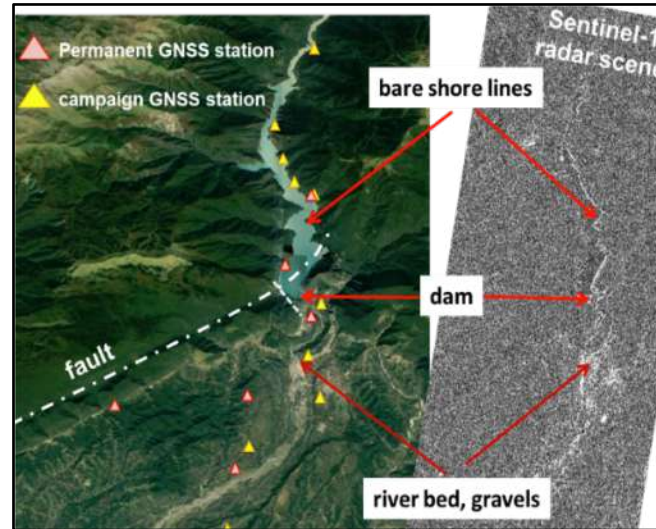 Permanent GNSS station
campaign GNSS station
Sentinel-1
radar scene
bare shore lines
dam
fault
river bed, gravels